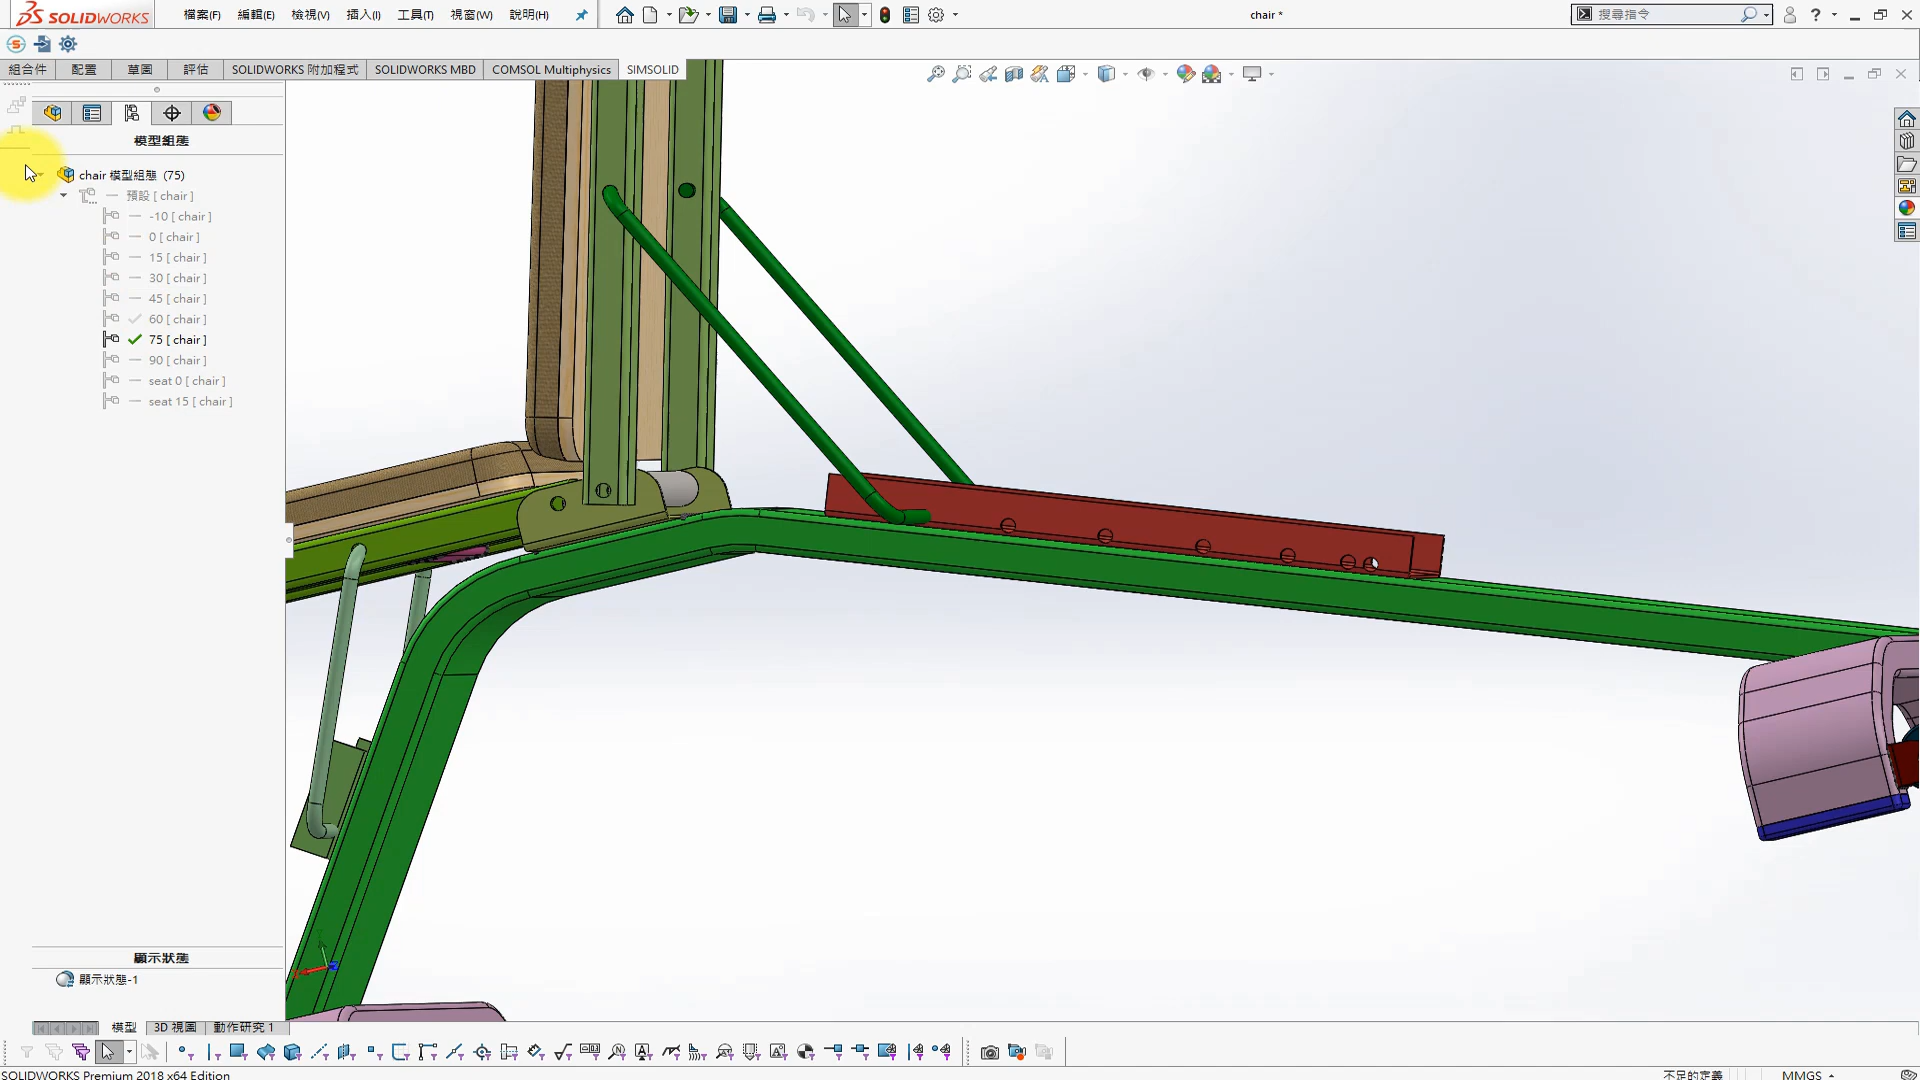 SOLIDWORKS 檔案(F) 編輯(E) 檢視(V) 插入(I) 工具(T) 視窗(W) 說明(H) chair * 搜尋指令
組合件 配置 草圖 評估 SOLIDWORKS 附加程式 SOLIDWORKS MBD COMSOL Multiphysics SIMSOLID
模型組態
chair 模型組態 (75)
預設 [ chair ]
-10 [ chair ]
0 [ chair ]
15 [ chair ]
30 [ chair ]
45 [ chair ]
60 [ chair ]
75 [ chair ]
90 [ chair ]
seat 0 [ chair ]
seat 15 [ chair ]
顯示狀態
顯示狀態-1
模型 3D 視圖 動作研究 1
SOLIDWORKS Premium 2018 x64 Edition 不足的定義 MMGS